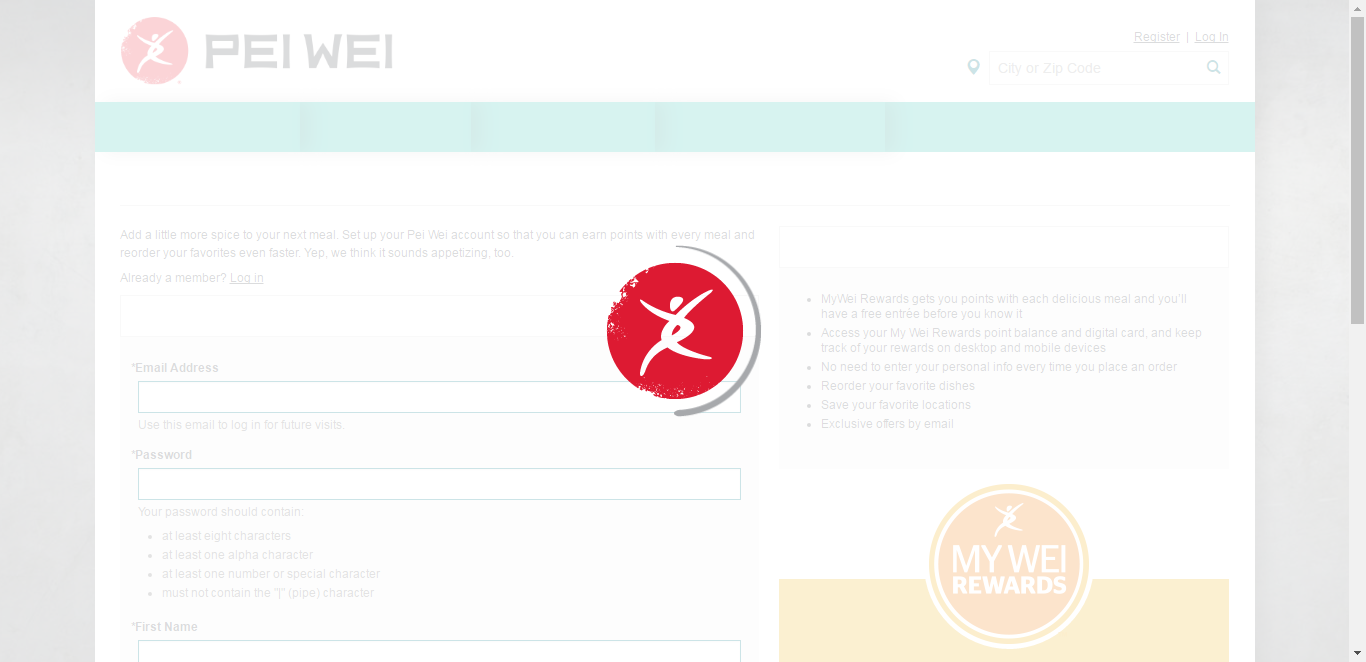 PEI WEI
Register | Log In
City or Zip Code
Add a little more spice to your next meal. Set up your Pei Wei account so that you can earn points with every meal and
reorder your favorites even faster. Yep, we think it sounds appetizing, too.
Already a member? Log in
*Email Address
Use this email to log in for future visits.
*Password
Your password should contain:
at least eight characters
at least one alpha character
at least one number or special character
must not contain the "|" (pipe) character
*First Name
MyWei Rewards gets you points with each delicious meal and you'll
have a free entrée before you know it
Access your My Wei Rewards point balance and digital card, and keep
track of your rewards on desktop and mobile devices
No need to enter your personal info every time you place an order
Reorder your favorite dishes
Save your favorite locations
Exclusive offers by email
MY WEI
REWARDS